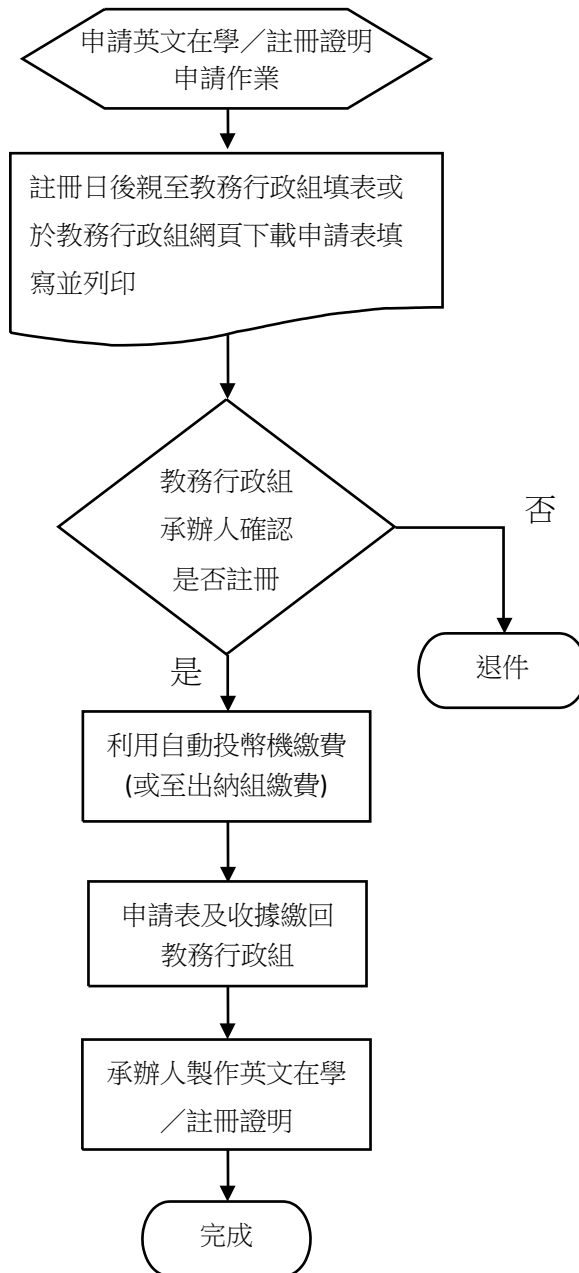 申請英文在學／註冊證明
申請作業
註冊日後親至教務行政組填表或
於教務行政組網頁下載申請表填
寫並列印
教務行政組
承辦人確認
是否註冊
否
退件
是
利用自動投幣機繳費
(或至出納組繳費)
申請表及收據繳回
教務行政組
承辦人製作英文在學
／註冊證明
完成